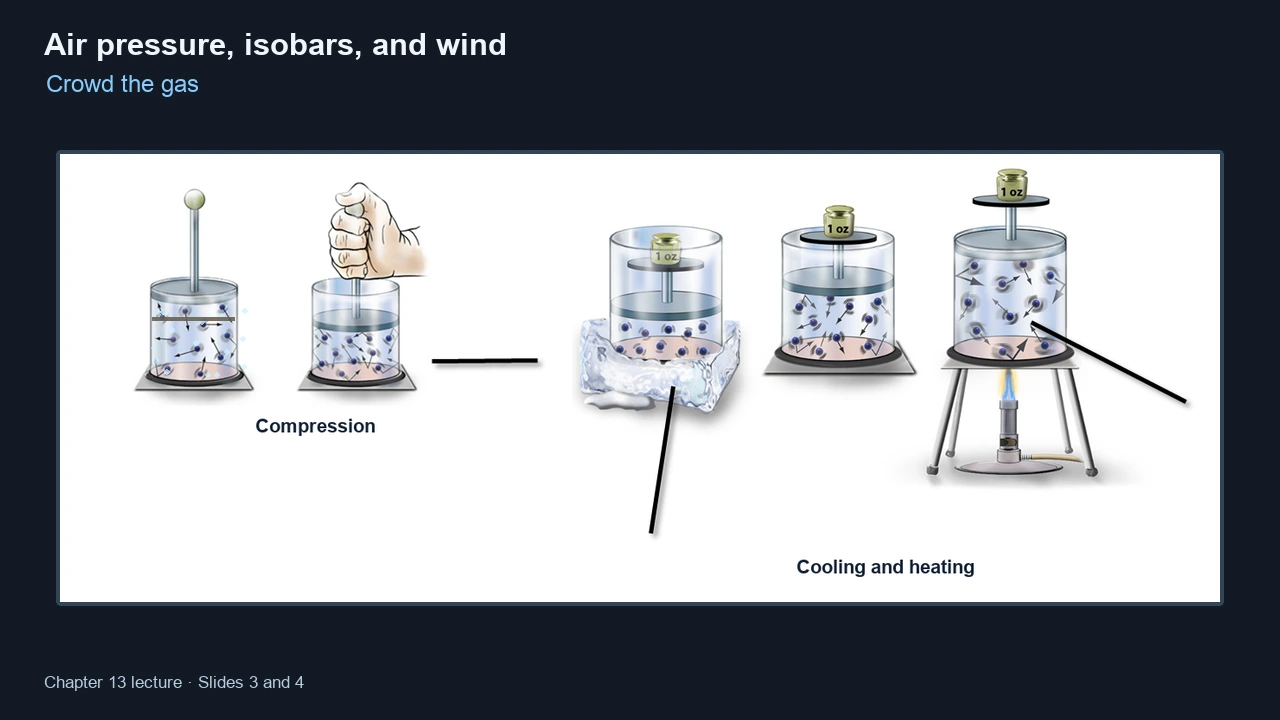 Air pressure, isobars, and wind
Crowd the gas
1 oz
1 oz
1 oz
Compression
Cooling and heating
Chapter 13 lecture · Slides 3 and 4